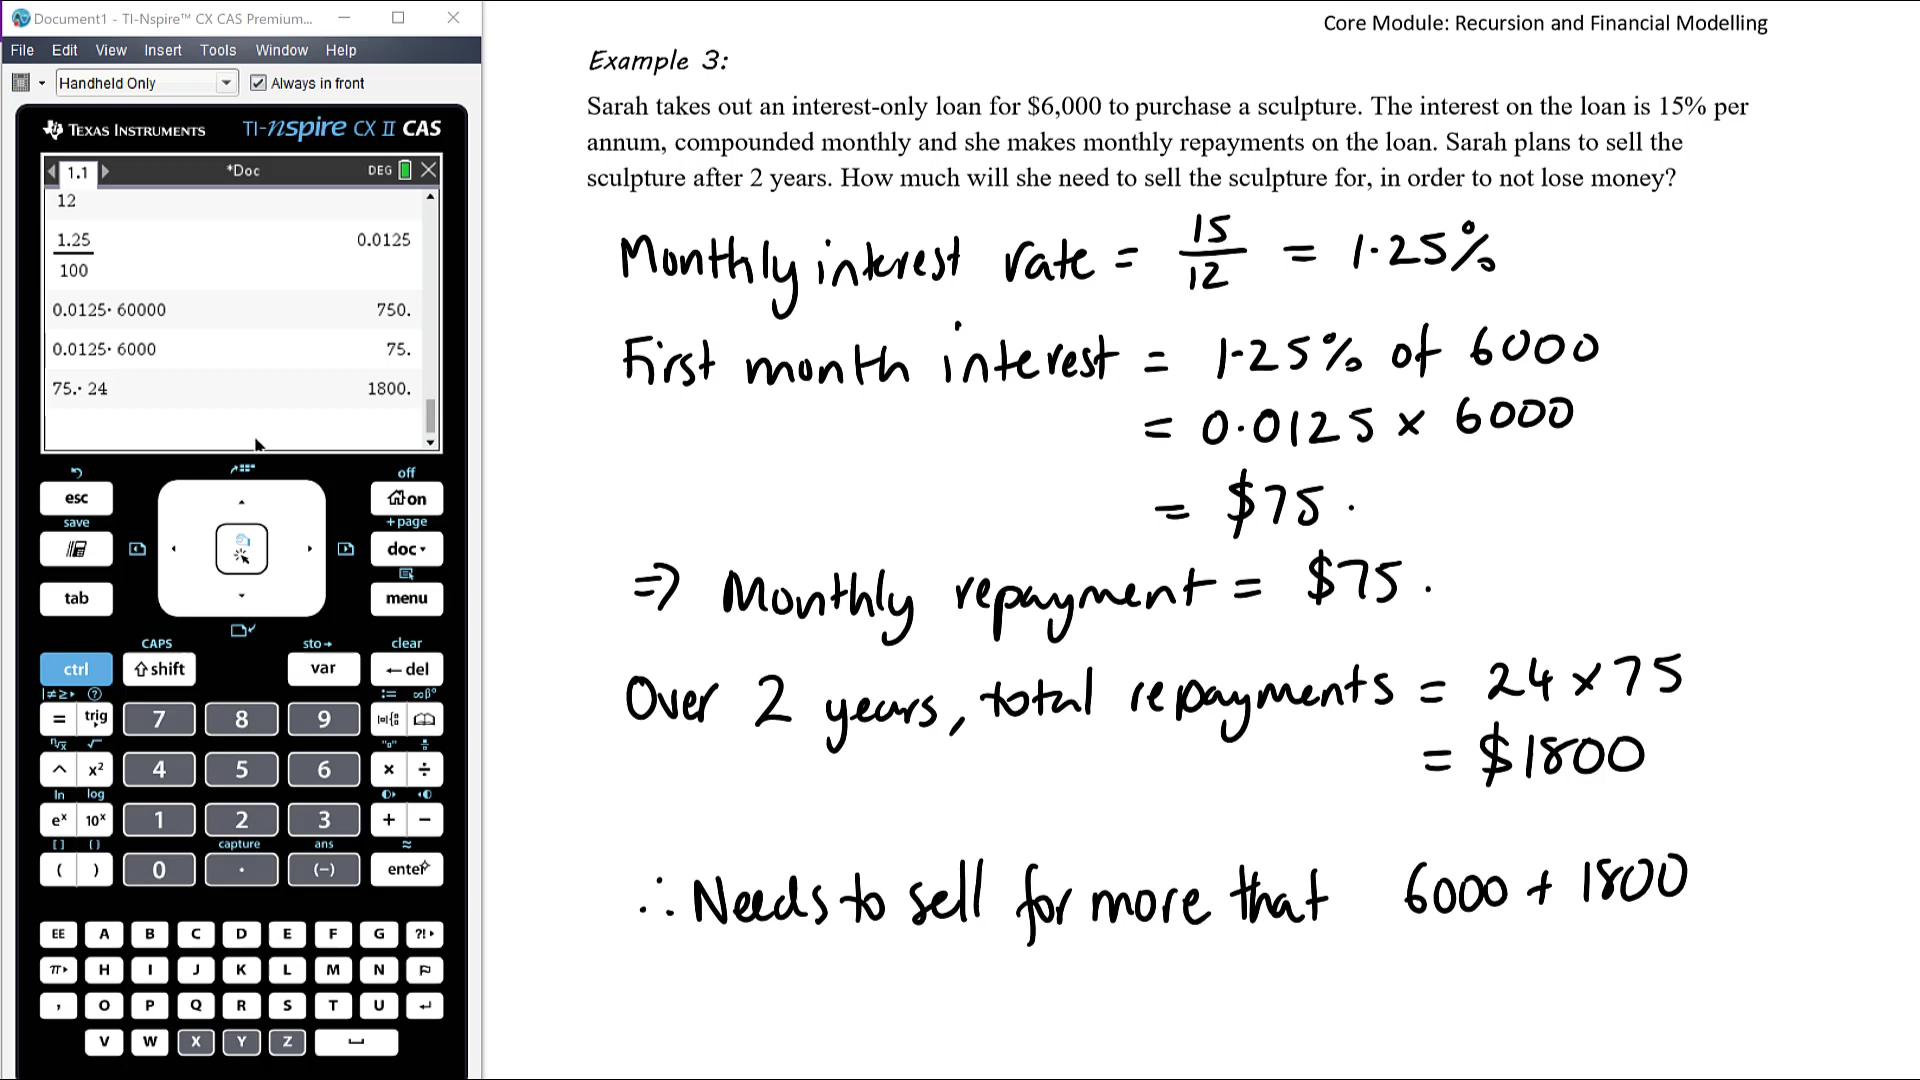 Document1 - TI-Nspire™ CX CAS Premium...
File Edit View Insert Tools Window Help
Handheld Only Always in front
TEXAS INSTRUMENTS TI-nspire CX II CAS
1.1 *Doc DEG
12
1.25
100
0.0125
0.0125· 60000 750.
0.0125· 6000 75.
75.· 24 1800.
off
esc on
save +page
doc
tab menu
CAPS sto→ clear
ctrl shift var ← del
= trig 7 8 9
^ x² 4 5 6 × ÷
ln log
eˣ 10ˣ 1 2 3 + −
[ ] { } capture ans ≈
( ) 0 . (−) enter
EE A B C D E F G ?!
π H I J K L M N
, O P Q R S T U
V W X Y Z
Core Module: Recursion and Financial Modelling
Example 3:
Sarah takes out an interest-only loan for $6,000 to purchase a sculpture. The interest on the loan is 15% per
annum, compounded monthly and she makes monthly repayments on the loan. Sarah plans to sell the
sculpture after 2 years. How much will she need to sell the sculpture for, in order to not lose money?
Monthly interest rate = 15/12 = 1.25%
First month interest = 1.25% of 6000
= 0.0125 × 6000
= $75.
⇒ Monthly repayment = $75.
Over 2 years, total repayments = 24 × 75
= $1800
∴ Needs to sell for more that 6000 + 1800